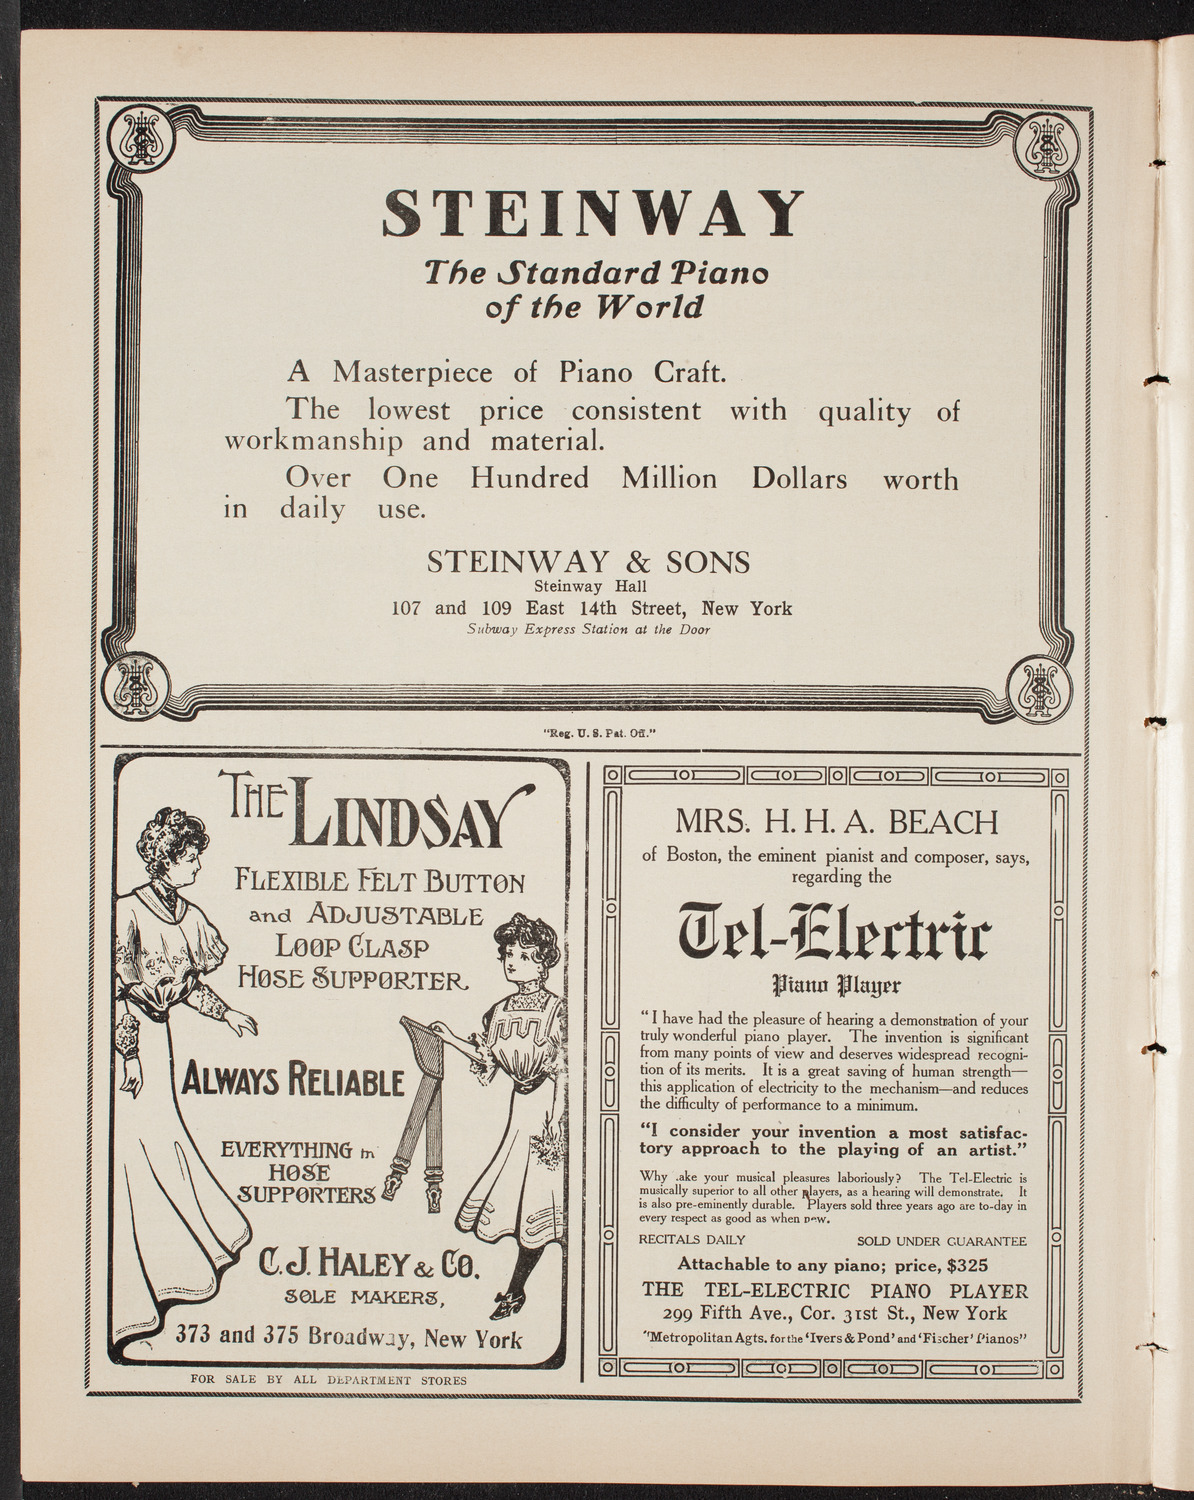 STEINWAY
The Standard Piano
of the World
A Masterpiece of Piano Craft.
The lowest price consistent with quality of
workmanship and material.
Over One Hundred Million Dollars worth
in daily use.
STEINWAY & SONS
Steinway Hall
107 and 109 East 14th Street, New York
Subway Express Station at the Door
"Reg. U. S. Pat. Off."
THE LINDSAY
FLEXIBLE FELT BUTTON
and ADJUSTABLE
LOOP CLASP
HOSE SUPPORTER.
ALWAYS RELIABLE
EVERYTHING in
HOSE
SUPPORTERS
C. J. HALEY & CO.
SOLE MAKERS,
373 and 375 Broadway, New York
FOR SALE BY ALL DEPARTMENT STORES
MRS. H. H. A. BEACH
of Boston, the eminent pianist and composer, says,
regarding the
Tel-Electric
Piano Player
"I have had the pleasure of hearing a demonstration of your
truly wonderful piano player. The invention is significant
from many points of view and deserves widespread recogni-
tion of its merits. It is a great saving of human strength—
this application of electricity to the mechanism—and reduces
the difficulty of performance to a minimum.
"I consider your invention a most satisfac-
tory approach to the playing of an artist."
Why .ake your musical pleasures laboriously? The Tel-Electric is
musically superior to all other players, as a hearing will demonstrate. It
is also pre-eminently durable. Players sold three years ago are to-day in
every respect as good as when new.
RECITALS DAILY SOLD UNDER GUARANTEE
Attachable to any piano; price, $325
THE TEL-ELECTRIC PIANO PLAYER
299 Fifth Ave., Cor. 31st St., New York
"Metropolitan Agts. for the 'Ivers & Pond' and 'Fischer' Pianos"